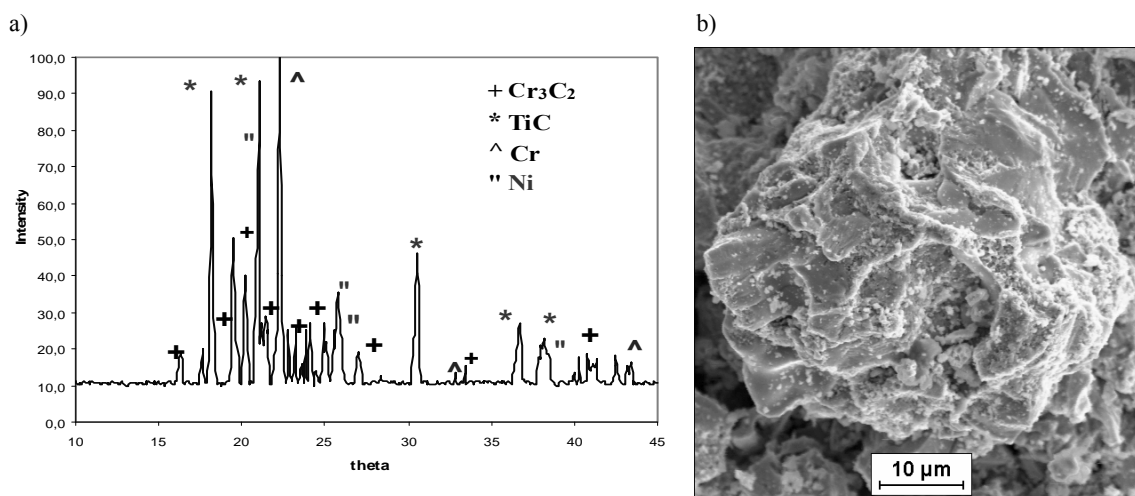 a)
b)
100,0
90,0
80,0
70,0
60,0
50,0
40,0
30,0
20,0
10,0
0,0
Intensity
10 15 20 25 30 35 40 45
theta
+ Cr₃C₂
* TiC
^ Cr
" Ni
10 µm